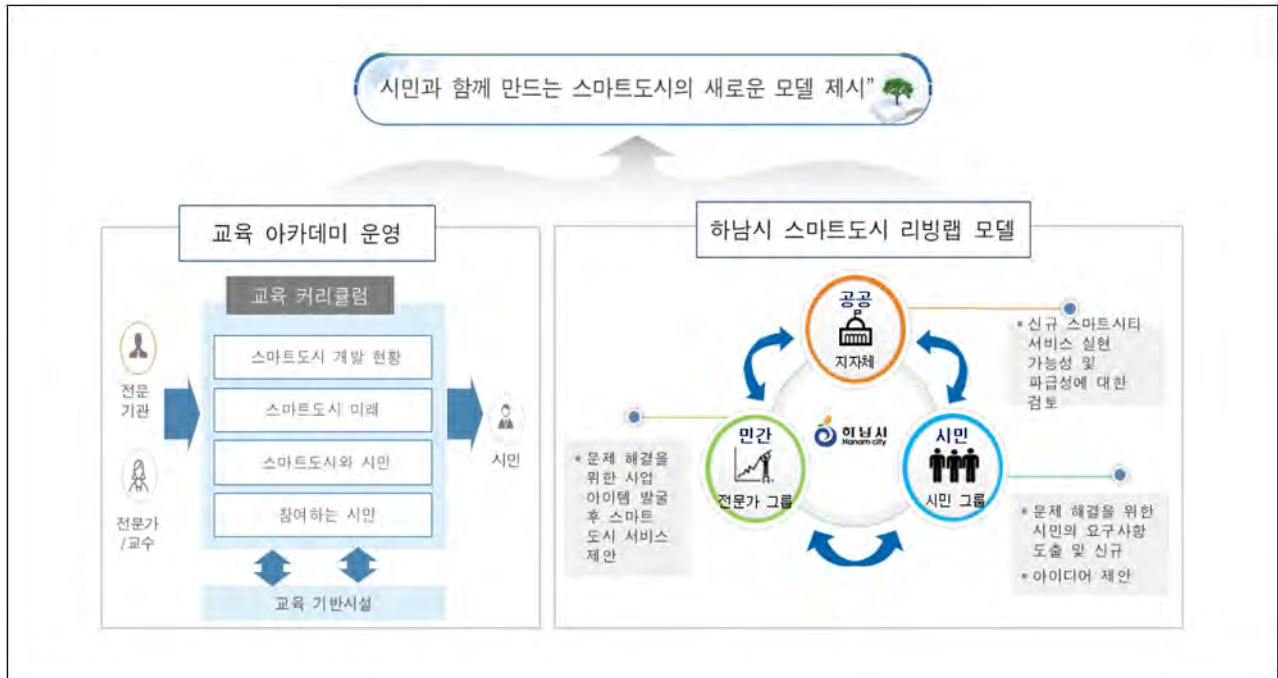 시민과 함께 만드는 스마트도시의 새로운 모델 제시"
교육 아카데미 운영
교육 커리큘럼
스마트도시 개발 현황
스마트도시 미래
스마트도시와 시민
참여하는 시민
교육 기반시설
전문
기관
전문가
/교수
시민
하남시 스마트도시 리빙랩 모델
공공
지자체
* 신규 스마트시티
서비스 실현
가능성 및
파급성에 대한
검토
민간
전문가 그룹
* 문제 해결을
위한 사업
아이템 발굴
후 스마트
도시 서비스
제안
하남시
Hanam-city
시민
시민 그룹
* 문제 해결을 위한
시민의 요구사항
도출 및 신규
* 아이디어 제안